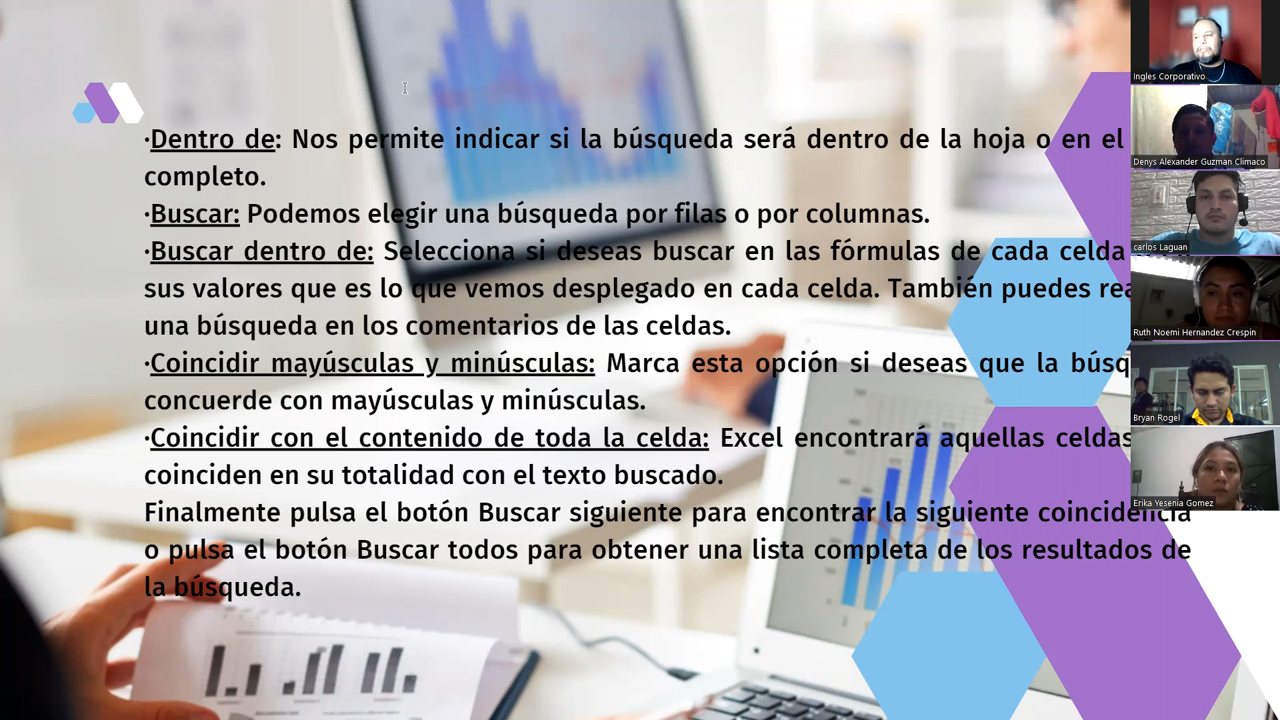 ·Dentro de: Nos permite indicar si la búsqueda será dentro de la hoja o en el
completo.
·Buscar: Podemos elegir una búsqueda por filas o por columnas.
·Buscar dentro de: Selecciona si deseas buscar en las fórmulas de cada celda
sus valores que es lo que vemos desplegado en cada celda. También puedes
una búsqueda en los comentarios de las celdas.
·Coincidir mayúsculas y minúsculas: Marca esta opción si deseas que la
concuerde con mayúsculas y minúsculas.
·Coincidir con el contenido de toda la celda: Excel encontrará aquellas celdas
coinciden en su totalidad con el texto buscado.
Finalmente pulsa el botón Buscar siguiente para encontrar la siguiente coincidencia
o pulsa el botón Buscar todos para obtener una lista completa de los resultados de
la búsqueda.
Ingles Corporativo
Denys Alexander Guzman Climaco
carlos Laguan
Ruth Noemi Hernandez Crespin
Bryan Rogel
Erika Yesenia Gomez